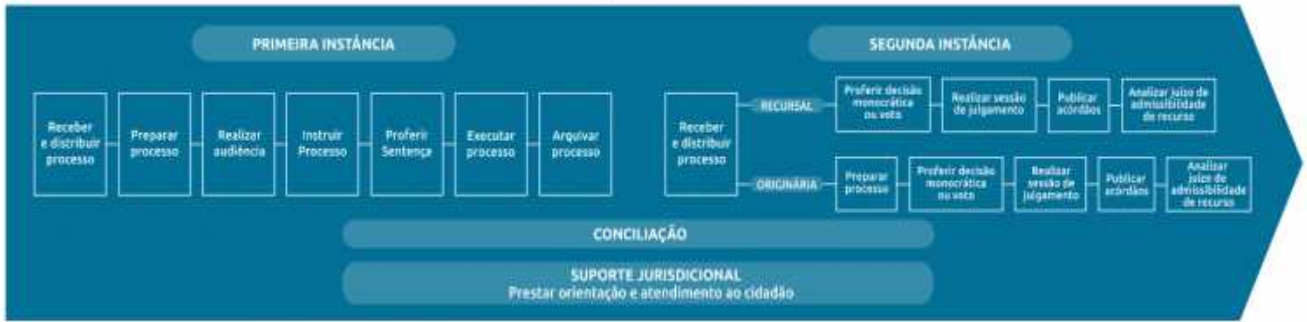 PRIMEIRA INSTÂNCIA
Receber
e distribuir
processo
Preparar
processo
Realizar
audiência
Instruir
Processo
Proferir
Sentença
Executar
processo
Arquivar
processo
SEGUNDA INSTÂNCIA
Receber
e distribuir
processo
RECURSAL
Proferir decisão
monocrática
ou voto
Realizar sessão
de julgamento
Publicar
acórdãos
Analizar juízo de
admissibilidade
de recurso
ORIGINÁRIA
Preparar
processo
Proferir decisão
monocrática
ou voto
Realizar
sessão de
julgamento
Publicar
acórdãos
Analizar
juízo de
admissibilidade
de recurso
CONCILIAÇÃO
SUPORTE JURISDICIONAL
Prestar orientação e atendimento ao cidadão